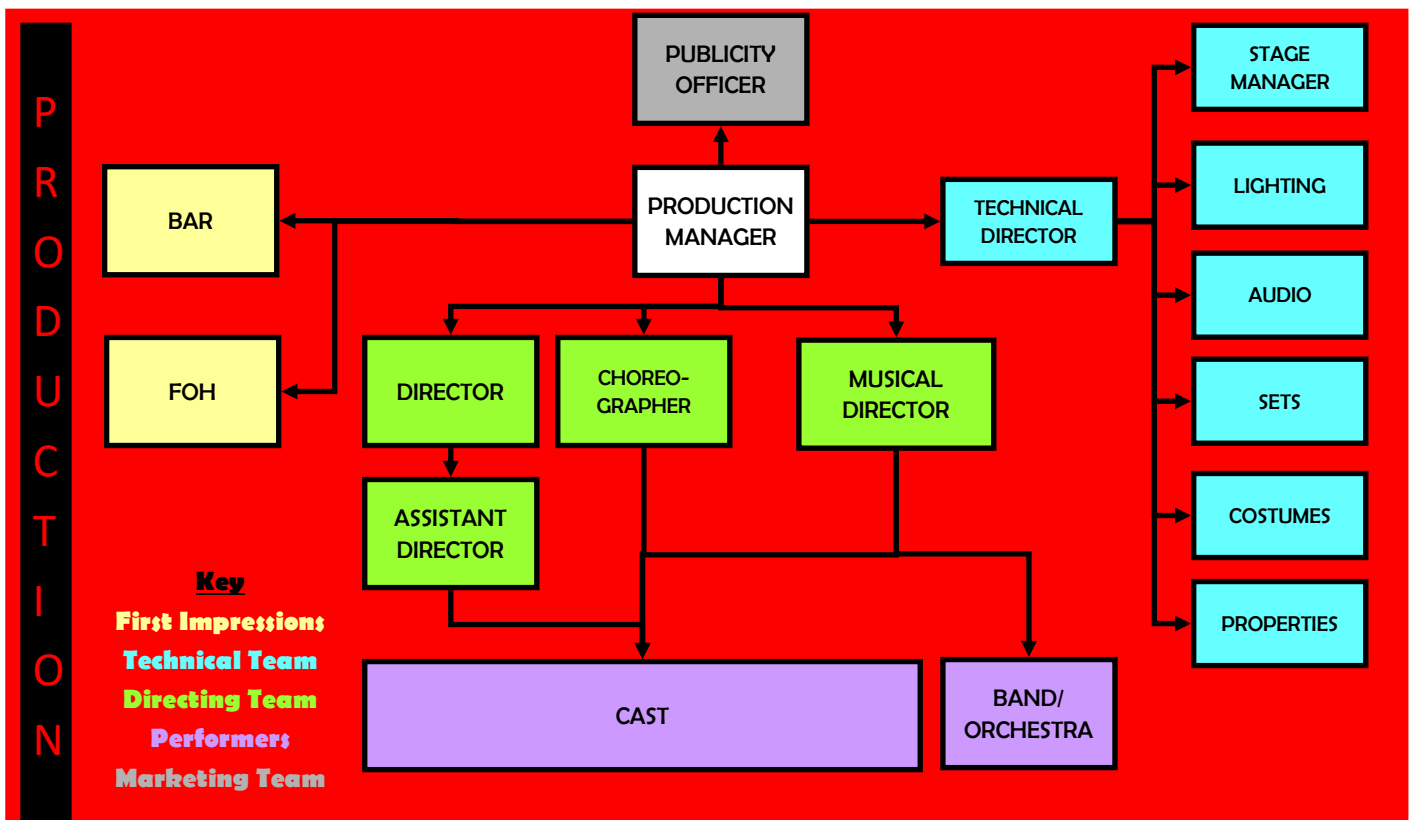 PRODUCTION
PUBLICITY
OFFICER
STAGE
MANAGER
BAR
PRODUCTION
MANAGER
TECHNICAL
DIRECTOR
LIGHTING
AUDIO
FOH
DIRECTOR
CHOREO-
GRAPHER
MUSICAL
DIRECTOR
SETS
ASSISTANT
DIRECTOR
COSTUMES
PROPERTIES
Key
First Impressions
Technical Team
Directing Team
Performers
Marketing Team
CAST
BAND/
ORCHESTRA